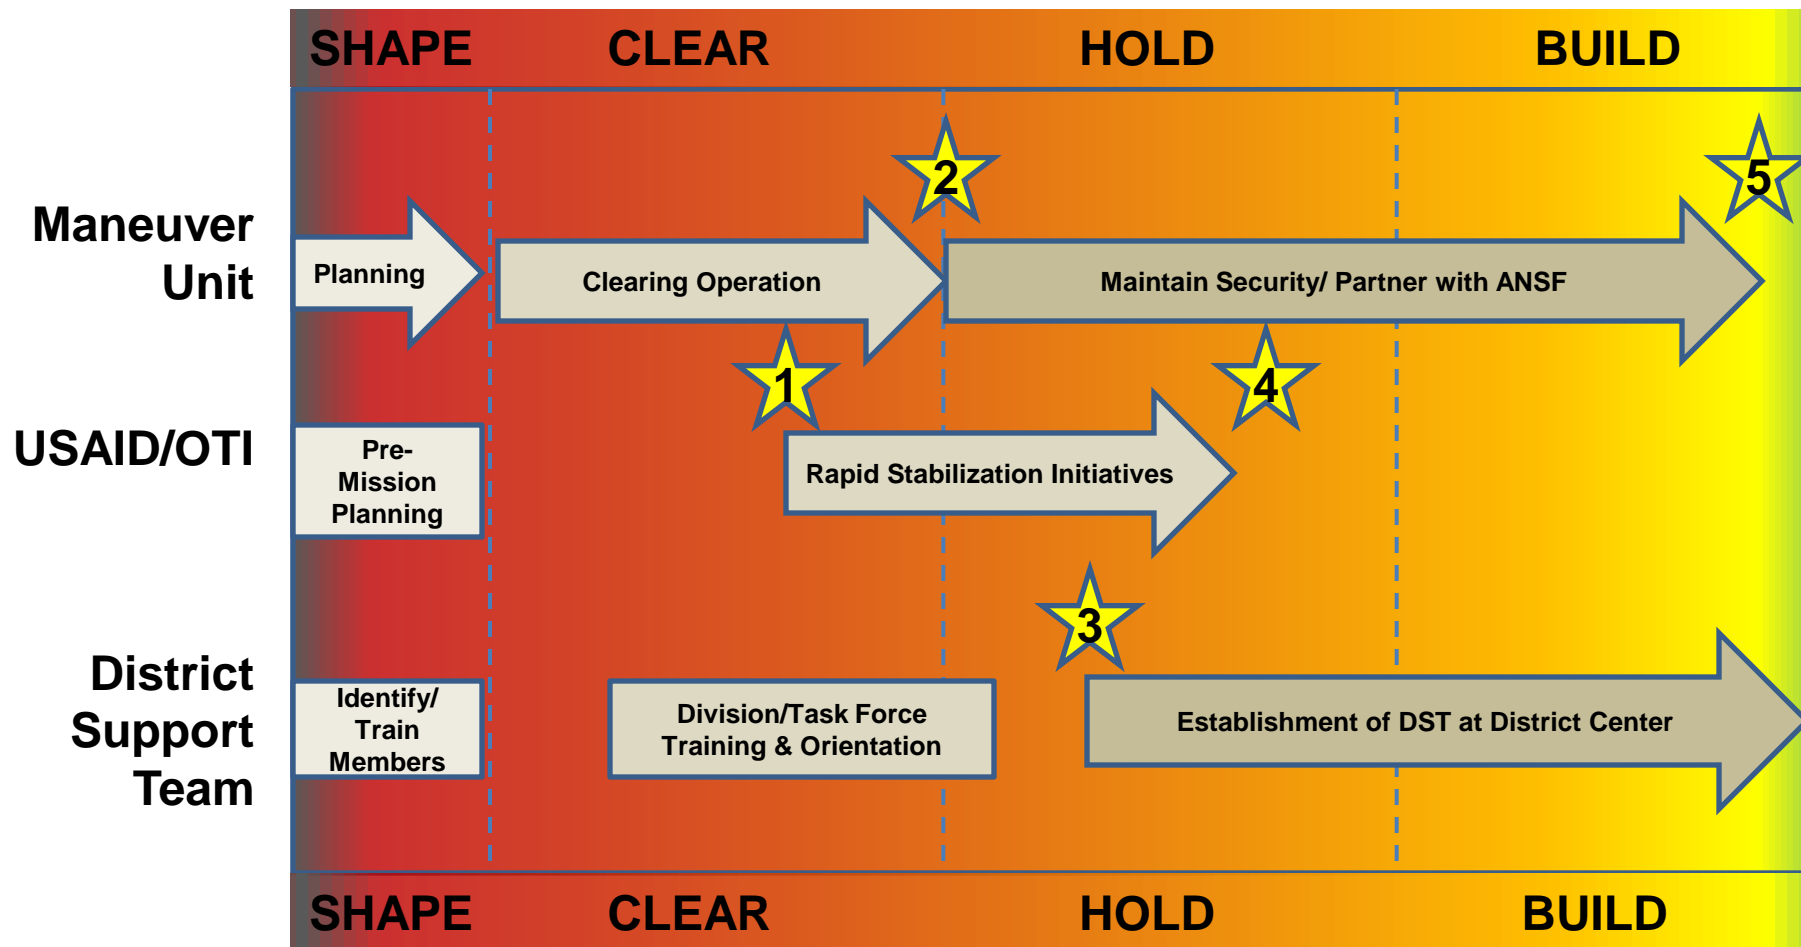 SHAPE CLEAR HOLD BUILD
2
5
Maneuver
Unit
Planning
Clearing Operation
Maintain Security/ Partner with ANSF
1
4
USAID/OTI
Pre-
Mission
Planning
Rapid Stabilization Initiatives
3
District
Support
Team
Identify/
Train
Members
Division/Task Force
Training & Orientation
Establishment of DST at District Center
SHAPE CLEAR HOLD BUILD